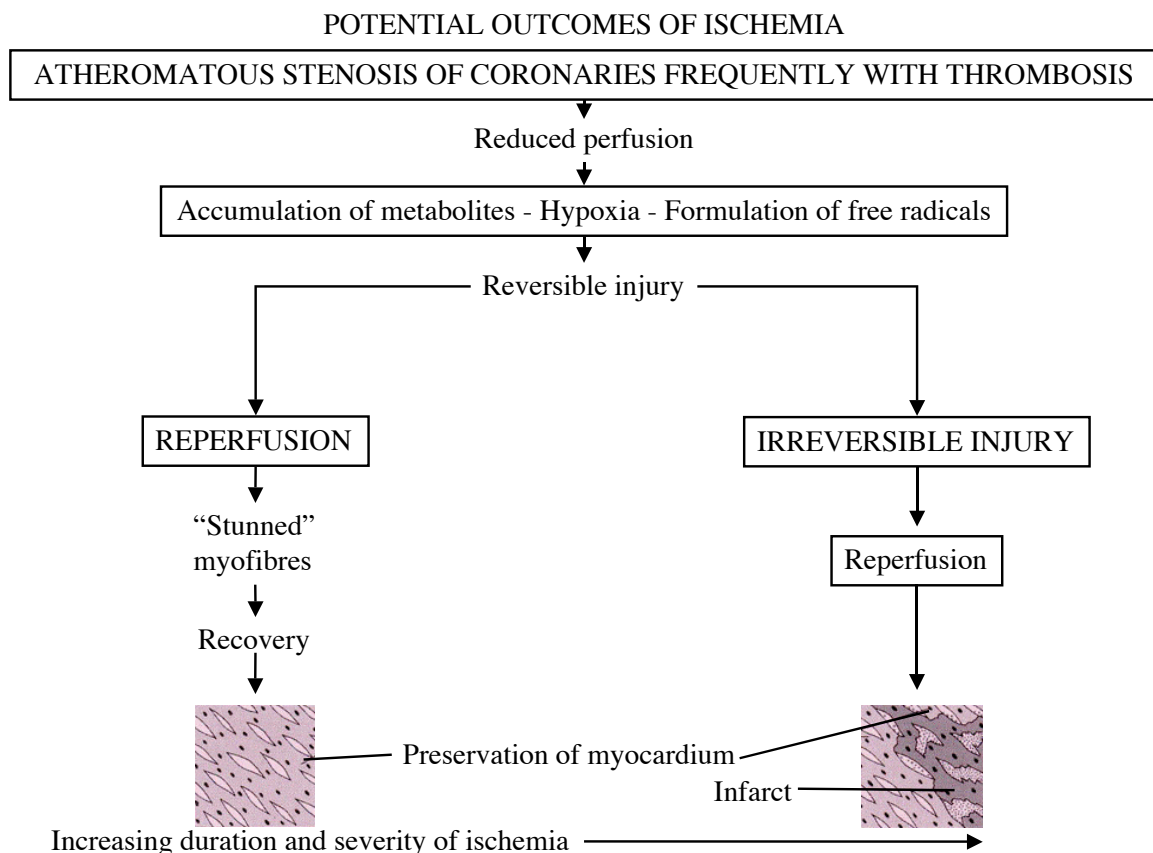 POTENTIAL OUTCOMES OF ISCHEMIA
ATHEROMATOUS STENOSIS OF CORONARIES FREQUENTLY WITH THROMBOSIS
Reduced perfusion
Accumulation of metabolites - Hypoxia - Formulation of free radicals
Reversible injury
REPERFUSION
IRREVERSIBLE INJURY
“Stunned”
myofibres
Reperfusion
Recovery
Preservation of myocardium
Infarct
Increasing duration and severity of ischemia